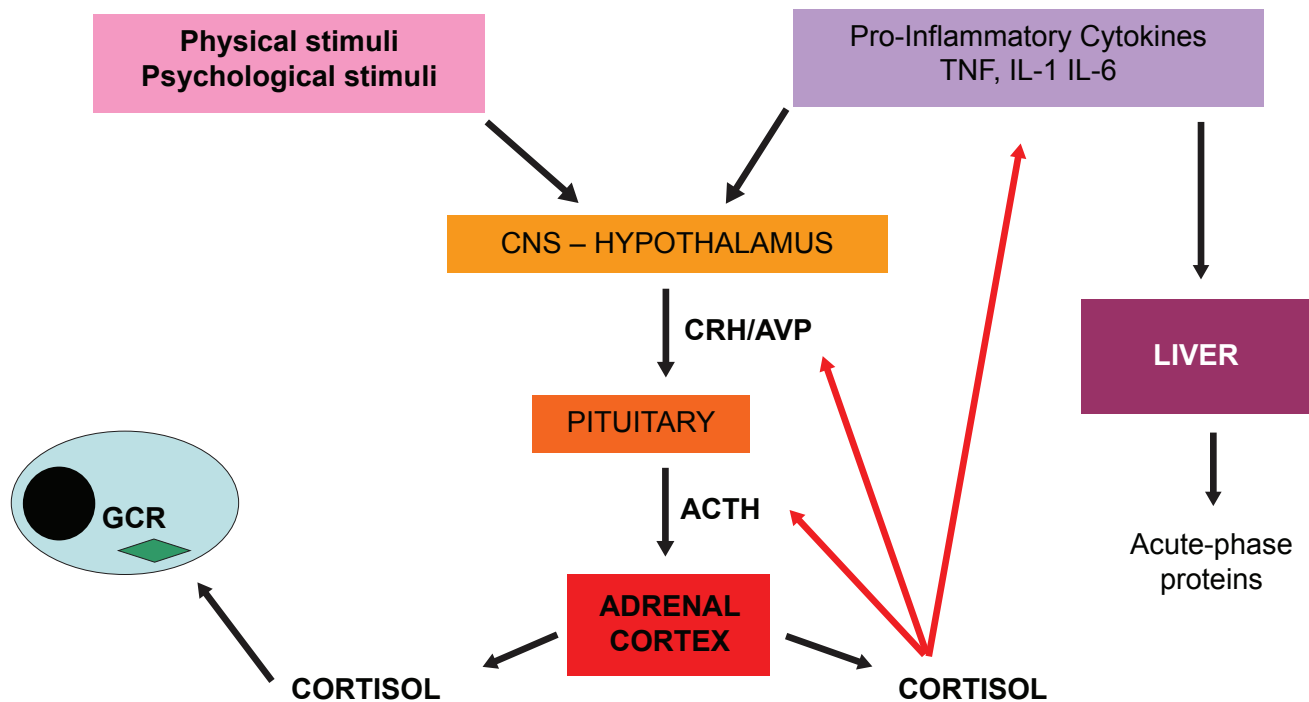 Physical stimuli
Psychological stimuli
Pro-Inflammatory Cytokines
TNF, IL-1 IL-6
CNS – HYPOTHALAMUS
CRH/AVP
LIVER
PITUITARY
GCR
ACTH
Acute-phase
proteins
ADRENAL
CORTEX
CORTISOL
CORTISOL